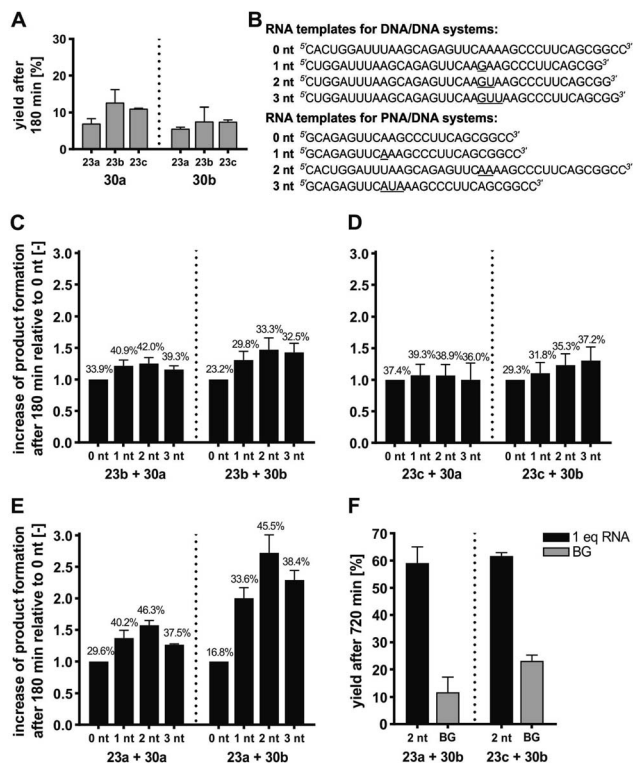 A
yield after
180 min [%]
30
20
10
0
23a 23b 23c
23a 23b 23c
30a
30b
B
RNA templates for DNA/DNA systems:
0 nt 5'CACUGGAUUUAAGCAGAGUUCAAAAGCCCUUCAGCGGCC3'
1 nt 5'CACUGGAUUUAAGCAGAGUUCAAGAAGCCCUUCAGCGG3'
2 nt 5'CACUGGAUUUAAGCAGAGUUCAAGUAAGCCCUUCAGCGG3'
3 nt 5'CACUGGAUUUAAGCAGAGUUCAAGUUAAGCCCUUCAGCGG3'
RNA templates for PNA/DNA systems:
0 nt 5'GCAGAGUUCAAGCCCUUCAGCGGCC3'
1 nt 5'GCAGAGUUCAAAGCCCUUCAGCGGCC3'
2 nt 5'CACUGGAUUUAAGCAGAGUUCAAAAGCCCUUCAGCGGCC3'
3 nt 5'GCAGAGUUCAUAAAGCCCUUCAGCGGCC3'
C
increase of product formation
after 180 min relative to 0 nt [-]
3.0
2.5
2.0
1.5
1.0
0.5
0.0
33.9%
40.9%
42.0%
39.3%
23.2%
29.8%
33.3%
32.5%
0 nt 1 nt 2 nt 3 nt
0 nt 1 nt 2 nt 3 nt
23b + 30a
23b + 30b
D
3.0
2.5
2.0
1.5
1.0
0.5
0.0
37.4%
39.3%
38.9%
36.0%
29.3%
31.8%
35.3%
37.2%
0 nt 1 nt 2 nt 3 nt
0 nt 1 nt 2 nt 3 nt
23c + 30a
23c + 30b
E
increase of product formation
after 180 min relative to 0 nt [-]
3.0
2.5
2.0
1.5
1.0
0.5
0.0
29.6%
40.2%
46.3%
37.5%
16.8%
33.6%
45.5%
38.4%
0 nt 1 nt 2 nt 3 nt
0 nt 1 nt 2 nt 3 nt
23a + 30a
23a + 30b
F
yield after 720 min [%]
70
60
50
40
30
20
10
0
1 eq RNA
BG
2 nt BG
2 nt BG
23a + 30b
23c + 30b